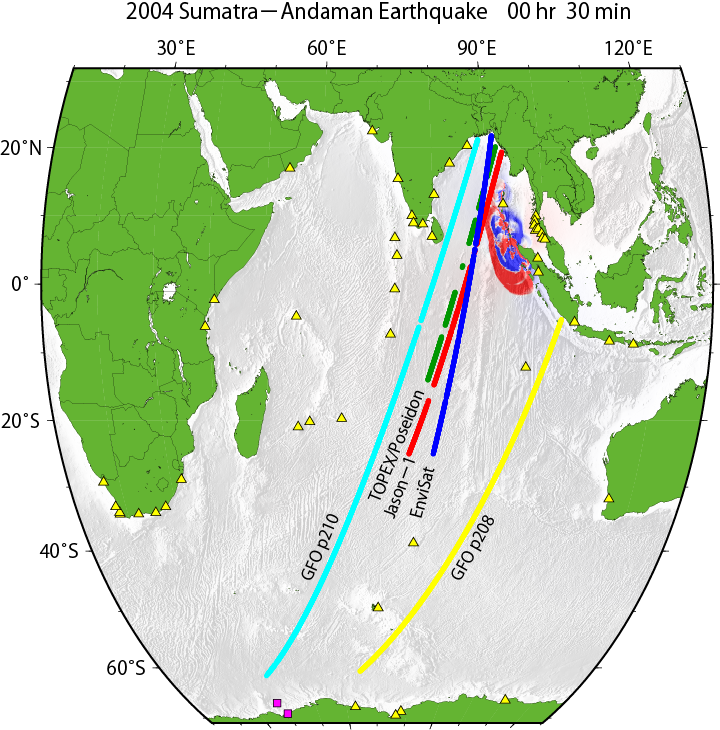 2004 Sumatra－Andaman Earthquake 00 hr 30 min
30°E 60°E 90°E 120°E
20°N
0°
20°S
40°S
60°S
TOPEX/Poseidon
Jason－1
EnviSat
GFO p210
GFO p208